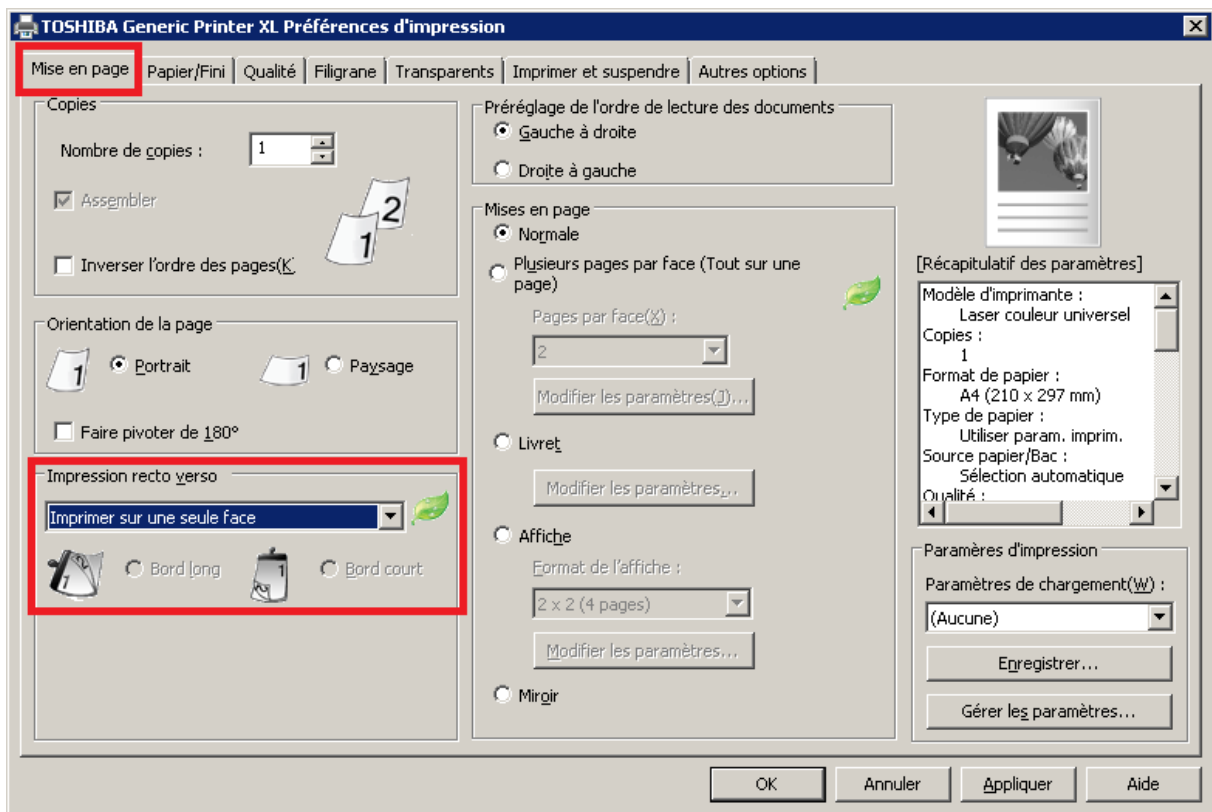 TOSHIBA Generic Printer XL Préférences d'impression
Mise en page Papier/Fini Qualité Filigrane Transparents Imprimer et suspendre Autres options
Copies
Nombre de copies : 1
Assembler
1 2
Inverser l'ordre des pages(K)
Orientation de la page
1 Portrait 1 Paysage
Faire pivoter de 180°
Impression recto verso
Imprimer sur une seule face
1 Bord long 1 Bord court
Préréglage de l'ordre de lecture des documents
Gauche à droite
Droite à gauche
Mises en page
Normale
Plusieurs pages par face (Tout sur une
page)
Pages par face(X) :
2
Modifier les paramètres(J)...
Livret
Modifier les paramètres...
Affiche
Format de l'affiche :
2 x 2 (4 pages)
Modifier les paramètres...
Miroir
[Récapitulatif des paramètres]
Modèle d'imprimante :
Laser couleur universel
Copies :
1
Format de papier :
A4 (210 x 297 mm)
Type de papier :
Utiliser param. imprim.
Source papier/Bac :
Sélection automatique
Qualité :
Paramères d'impression
Paramètres de chargement(W) :
(Aucune)
Enregistrer...
Gérer les paramètres...
OK Annuler Appliquer Aide